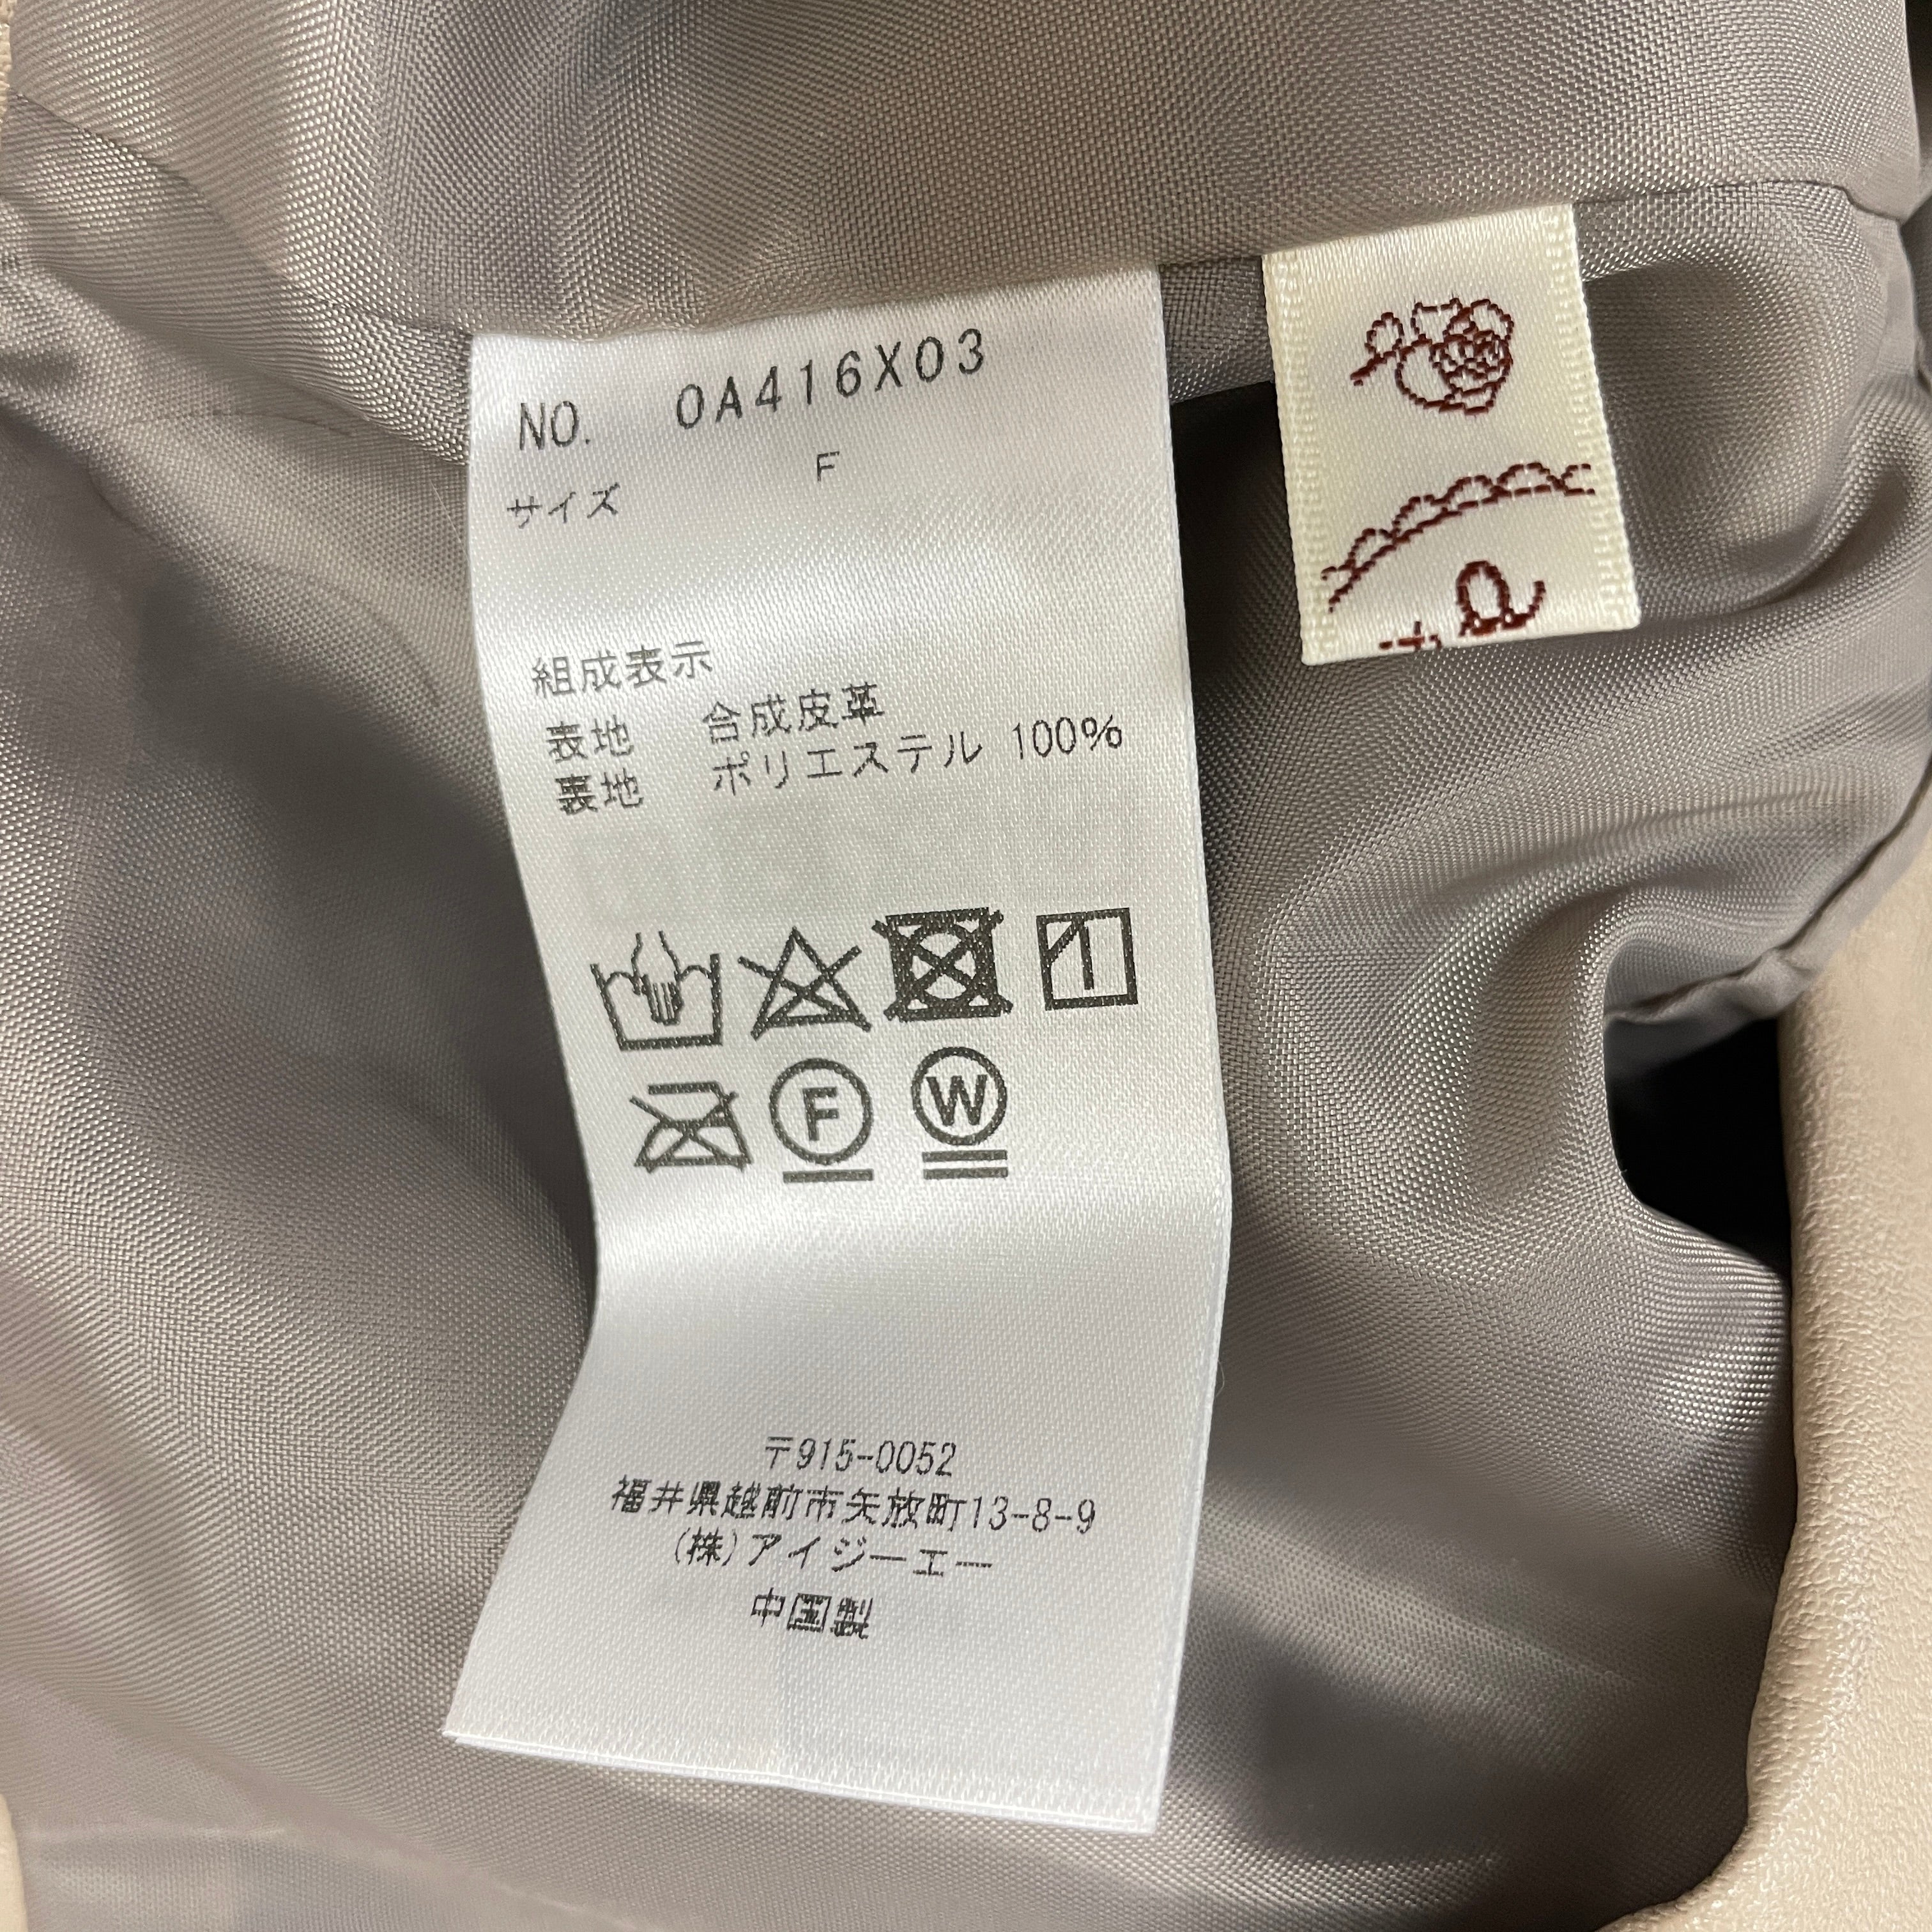 NO. 0A416X03
サイズ F
組成表示
表地 合成皮革
裏地 ポリエステル 100%
F
W
〒915-0052
福井県越前市矢放町13-8-9
(株)アイジーエー
中国製